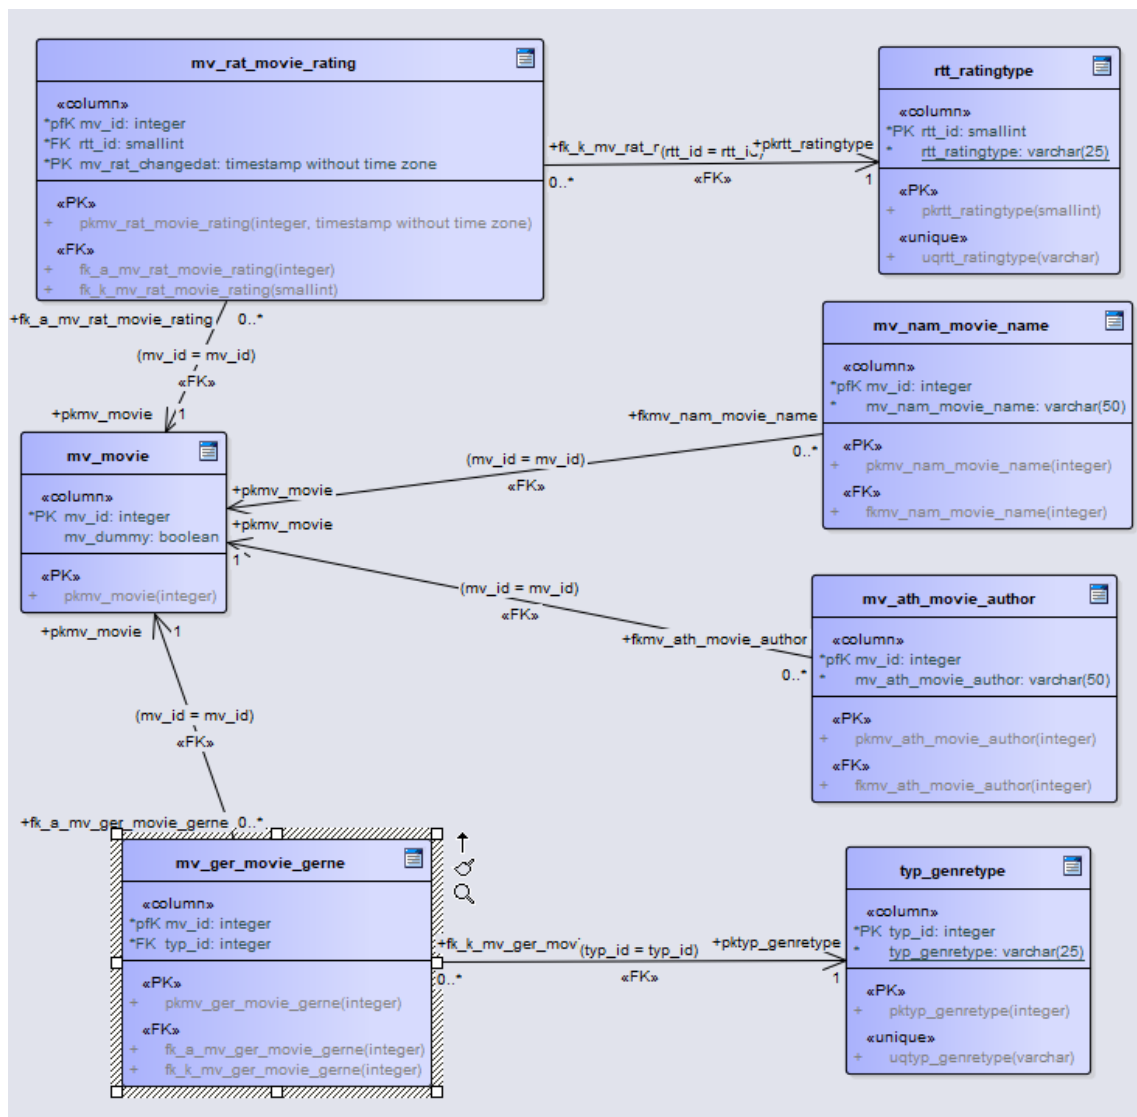 mv_rat_movie_rating
«column»
*pfK mv_id: integer
*FK rtt_id: smallint
*PK mv_rat_changedat: timestamp without time zone
«PK»
+ pkmv_rat_movie_rating(integer, timestamp without time zone)
«FK»
+ fk_a_mv_rat_movie_rating(integer)
+ fk_k_mv_rat_movie_rating(smallint)
+fk_k_mv_rat_r
(rtt_id = rtt_id)
+pkrtt_ratingtype
0..*
«FK»
1
rtt_ratingtype
«column»
*PK rtt_id: smallint
* rtt_ratingtype: varchar(25)
«PK»
+ pkrtt_ratingtype(smallint)
«unique»
+ uqrtt_ratingtype(varchar)
+fk_a_mv_rat_movie_rating
0..*
(mv_id = mv_id)
«FK»
+pkmv_movie
1
mv_nam_movie_name
«column»
*pfK mv_id: integer
* mv_nam_movie_name: varchar(50)
«PK»
+ pkmv_nam_movie_name(integer)
«FK»
+ fkmv_nam_movie_name(integer)
+fkmv_nam_movie_name
0..*
(mv_id = mv_id)
«FK»
+pkmv_movie
mv_movie
«column»
*PK mv_id: integer
mv_dummy: boolean
«PK»
+ pkmv_movie(integer)
+pkmv_movie
1
(mv_id = mv_id)
«FK»
+fkmv_ath_movie_author
0..*
mv_ath_movie_author
«column»
*pfK mv_id: integer
* mv_ath_movie_author: varchar(50)
«PK»
+ pkmv_ath_movie_author(integer)
«FK»
+ fkmv_ath_movie_author(integer)
+pkmv_movie
1
(mv_id = mv_id)
«FK»
+fk_a_mv_ger_movie_gerne
0..*
mv_ger_movie_gerne
«column»
*pfK mv_id: integer
*FK typ_id: integer
«PK»
+ pkmv_ger_movie_gerne(integer)
«FK»
+ fk_a_mv_ger_movie_gerne(integer)
+ fk_k_mv_ger_movie_gerne(integer)
+fk_k_mv_ger_mov
(typ_id = typ_id)
+pktyp_genretype
0..*
«FK»
1
typ_genretype
«column»
*PK typ_id: integer
* typ_genretype: varchar(25)
«PK»
+ pktyp_genretype(integer)
«unique»
+ uqtyp_genretype(varchar)